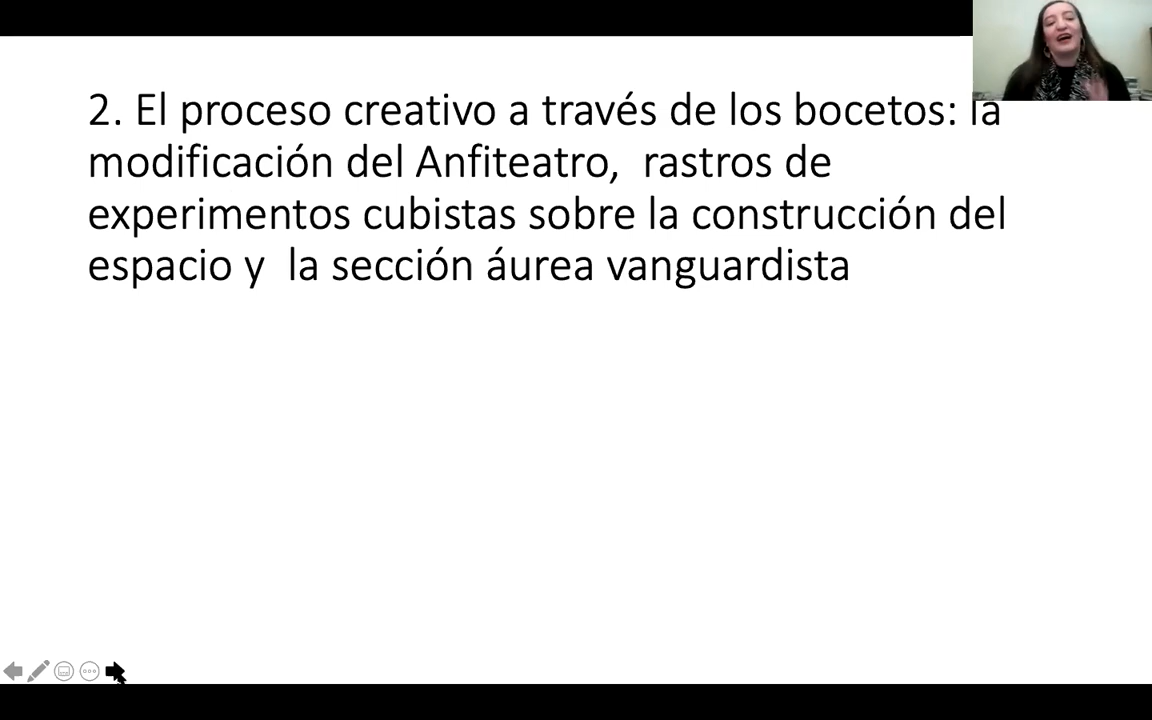 2. El proceso creativo a través de los bocetos: la
modificación del Anfiteatro,  rastros de
experimentos cubistas sobre la construcción del
espacio y  la sección áurea vanguardista